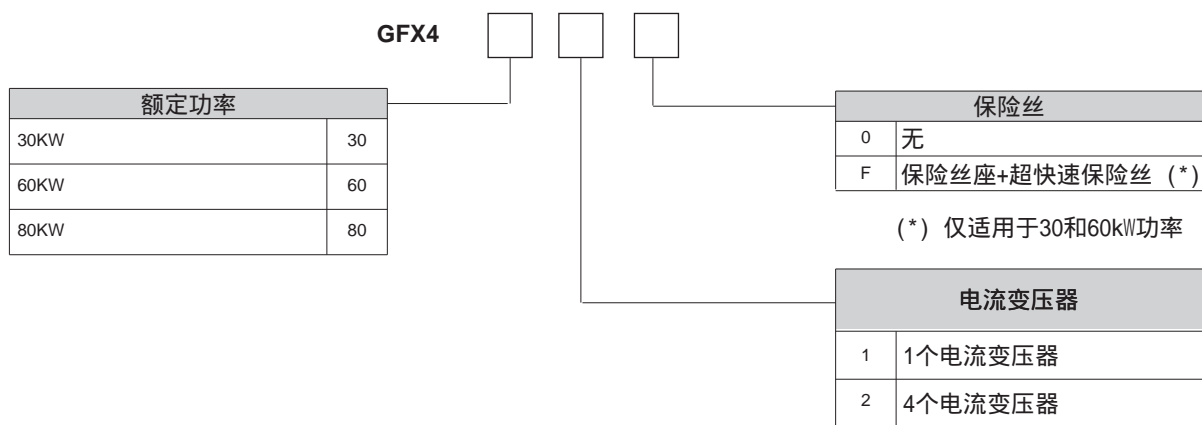 GFX4
额定功率
30KW 30
60KW 60
80KW 80
保险丝
0 无
F 保险丝座+超快速保险丝 (*)
(*) 仅适用于30和60kW功率
电流变压器
1 1个电流变压器
2 4个电流变压器